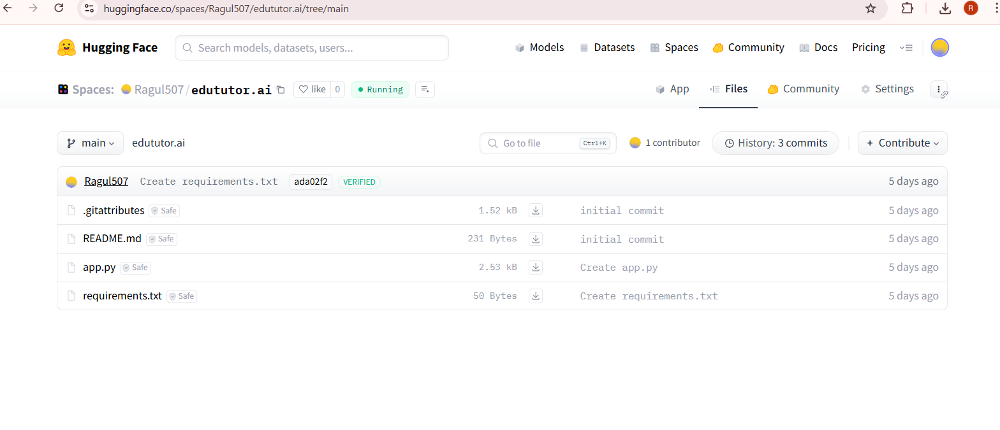 huggingface.co/spaces/Ragul507/edututor.ai/tree/main
R
Hugging Face
Search models, datasets, users...
Models
Datasets
Spaces
Community
Docs
Pricing
Spaces:
Ragul507/edututor.ai
like
0
Running
App
Files
Community
Settings
main
edututor.ai
Go to file
Ctrl+K
1 contributor
History: 3 commits
+ Contribute
Ragul507 Create requirements.txt ada02f2 VERIFIED 5 days ago
.gitattributes Safe 1.52 kB initial commit 5 days ago
README.md Safe 231 Bytes initial commit 5 days ago
app.py Safe 2.53 kB Create app.py 5 days ago
requirements.txt Safe 50 Bytes Create requirements.txt 5 days ago